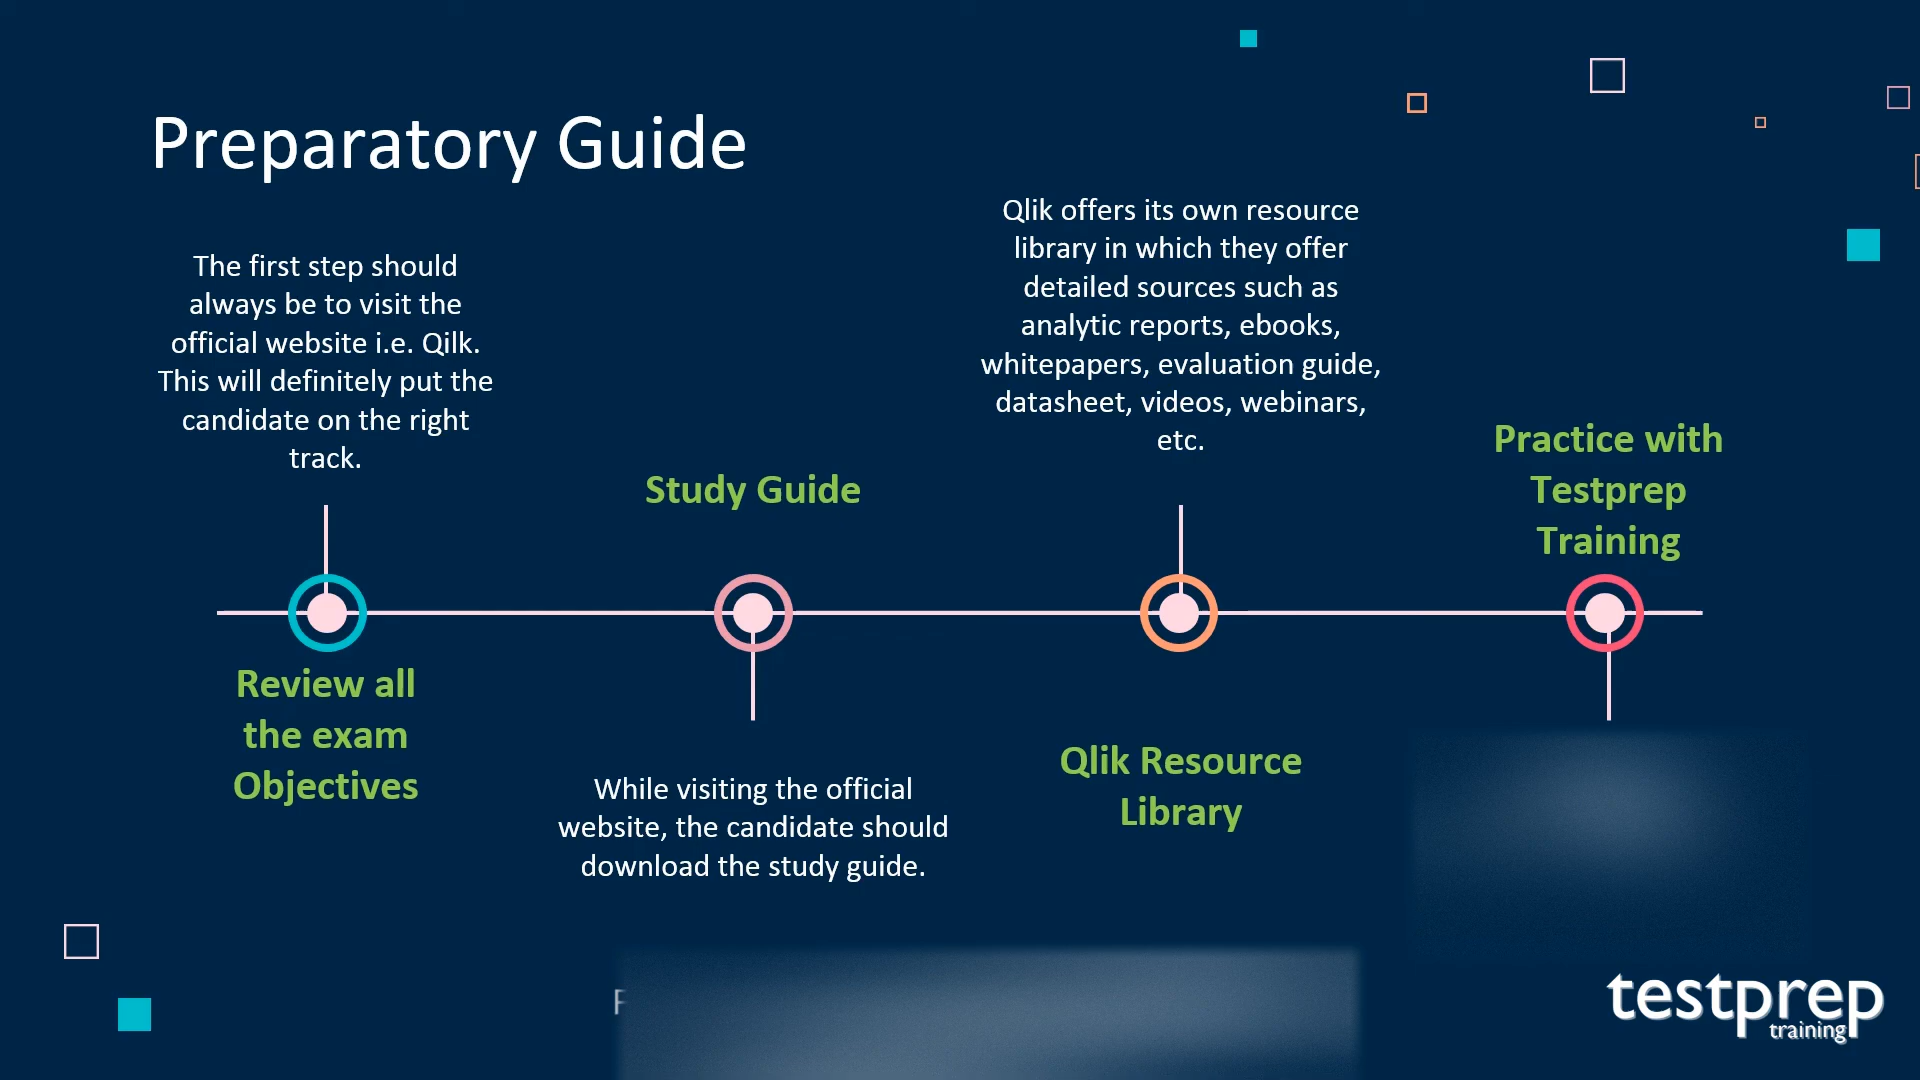 Preparatory Guide
The first step should
always be to visit the
official website i.e. Qilk.
This will definitely put the
candidate on the right
track.
Review all
the exam
Objectives
Study Guide
While visiting the official
website, the candidate should
download the study guide.
Qlik offers its own resource
library in which they offer
detailed sources such as
analytic reports, ebooks,
whitepapers, evaluation guide,
datasheet, videos, webinars,
etc.
Qlik Resource
Library
Practice with
Testprep
Training
testprep
training